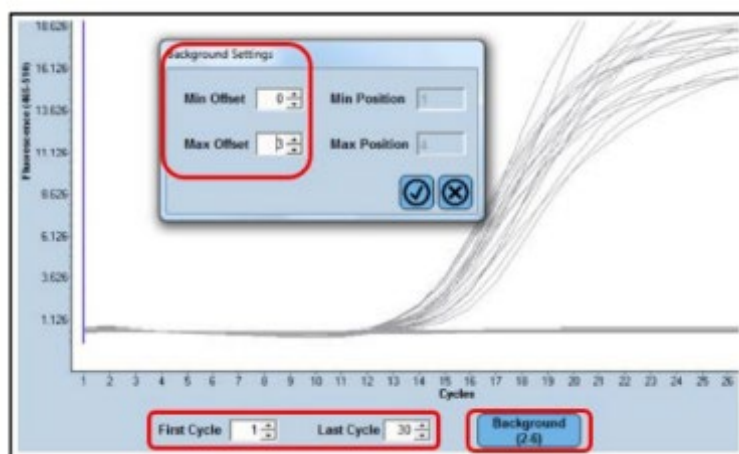 18.626
16.126
13.626
11.126
8.626
6.126
3.626
1.126
Fluorescence (465-510)
Background Settings
Min Offset 0 Min Position 1
Max Offset 3 Max Position 4
1 2 3 4 5 6 7 8 9 10 11 12 13 14 15 16 17 18 19 20 21 22 23 24 25 26
Cycles
First Cycle 1 Last Cycle 30 Background
(2-6)